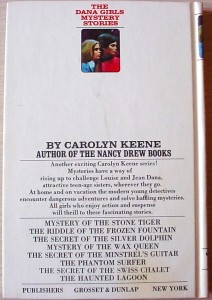 THE
DANA GIRLS
MYSTERY
STORIES
BY CAROLYN KEENE
AUTHOR OF THE NANCY DREW BOOKS
Another exciting Carolyn Keene series!
Mysteries have a way of
rising up to challenge Louise and Jean Dana,
attractive teen-age sisters, wherever they go.
At home and on vacation the modern young detectives
encounter dangerous adventures and solve baffling mysteries.
All girls who enjoy action and suspense
will thrill to these fascinating stories.
MYSTERY OF THE STONE TIGER
THE RIDDLE OF THE FROZEN FOUNTAIN
THE SECRET OF THE SILVER DOLPHIN
MYSTERY OF THE WAX QUEEN
THE SECRET OF THE MINSTREL'S GUITAR
THE PHANTOM SURFER
THE SECRET OF THE SWISS CHALET
THE HAUNTED LAGOON
PUBLISHERS GROSSET & DUNLAP NEW YORK